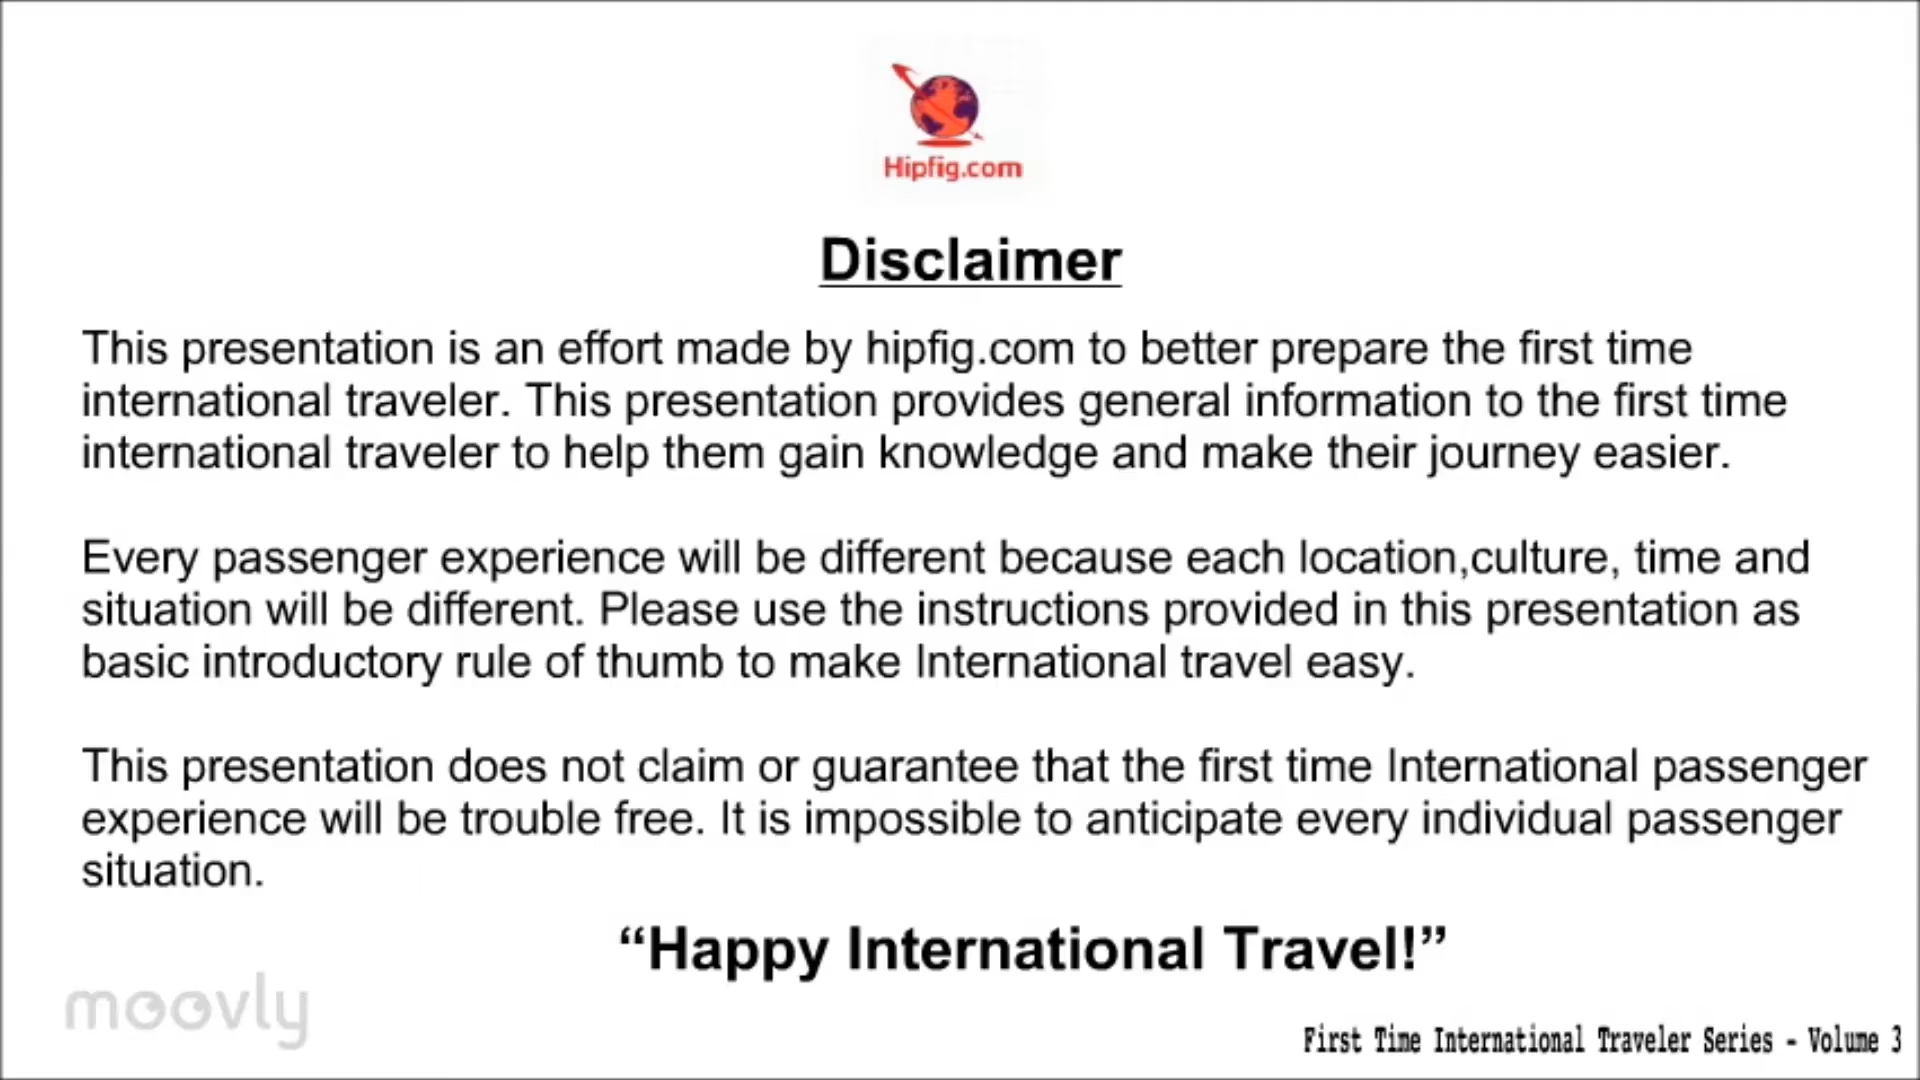 Hipfig.com
Disclaimer
This presentation is an effort made by hipfig.com to better prepare the first time
international traveler. This presentation provides general information to the first time
international traveler to help them gain knowledge and make their journey easier.
Every passenger experience will be different because each location,culture, time and
situation will be different. Please use the instructions provided in this presentation as
basic introductory rule of thumb to make International travel easy.
This presentation does not claim or guarantee that the first time International passenger
experience will be trouble free. It is impossible to anticipate every individual passenger
situation.
“Happy International Travel!”
moovly
First Time International Traveler Series - Volume 3